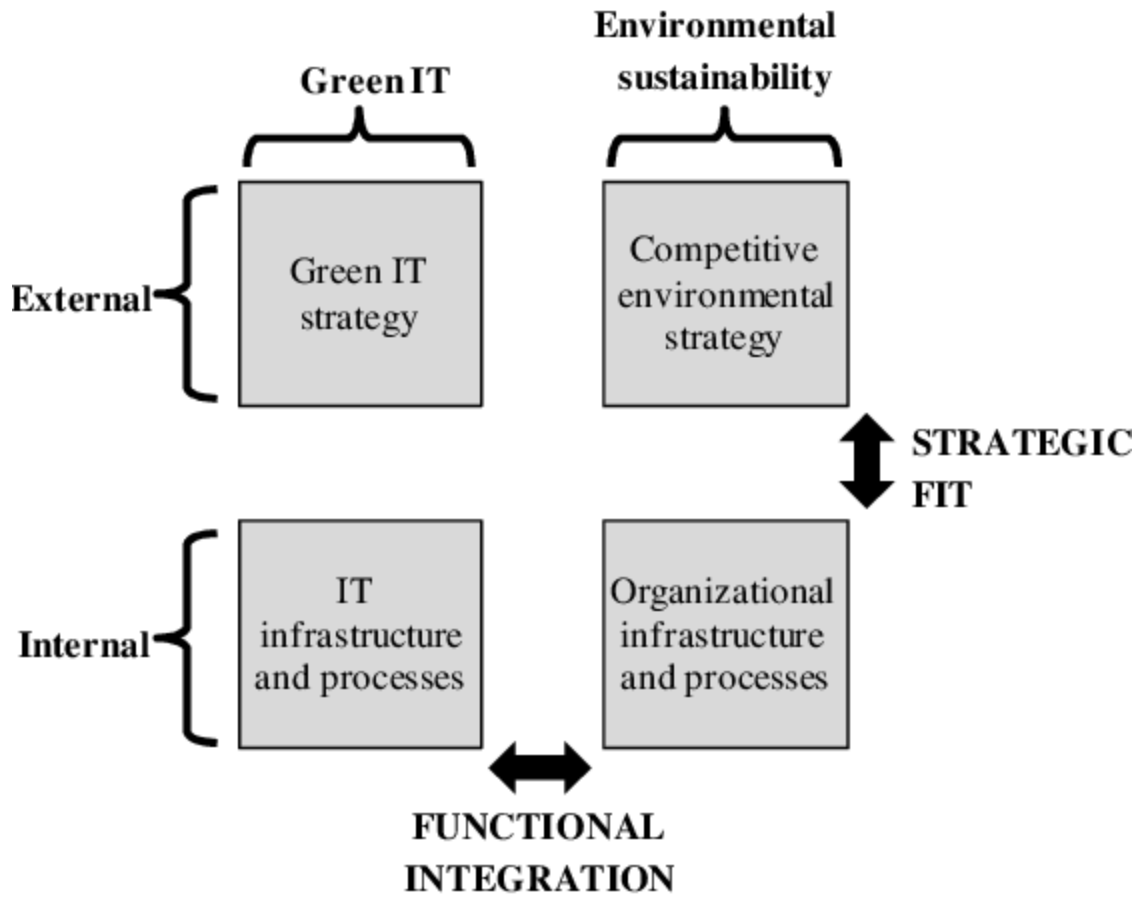 Environmental
sustainability
Green IT
External
Green IT
strategy
Competitive
environmental
strategy
STRATEGIC
FIT
Internal
IT
infrastructure
and processes
Organizational
infrastructure
and processes
FUNCTIONAL
INTEGRATION